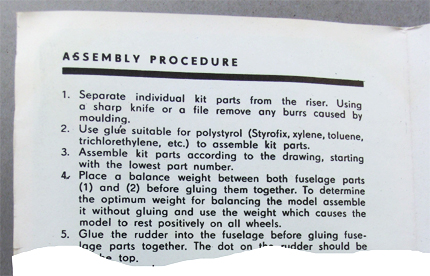 ASSEMBLY PROCEDURE
1. Separate individual kit parts from the riser. Using
a sharp knife or a file remove any burrs caused by
moulding.
2. Use glue suitable for polystyrol (Styrofix, xylene, toluene,
trichlorethylene, etc.) to assemble kit parts.
3. Assemble kit parts according to the drawing, starting
with the lowest part number.
4. Place a balance weight between both fuselage parts
(1) and (2) before gluing them together. To determine
the optimum weight for balancing the model assemble
it without gluing and use the weight which causes the
model to rest positively on all wheels.
5. Glue the rudder into the fuselage before gluing fuse-
lage parts together. The dot on the rudder should be
top.